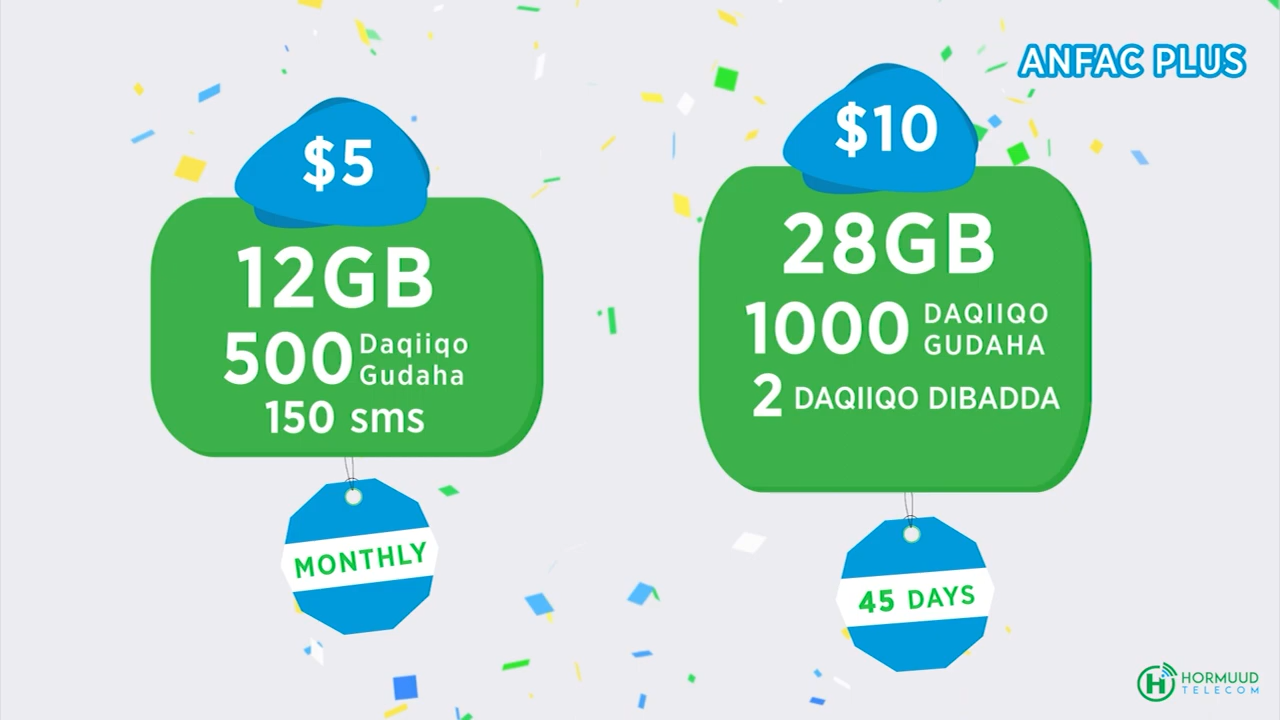 ANFAC PLUS
$5
12GB
500 Daqiiqo
Gudaha
150 sms
MONTHLY
$10
28GB
1000 DAQIIQO
GUDAHA
2 DAQIIQO DIBADDA
45 DAYS
HORMUUD
TELECOM